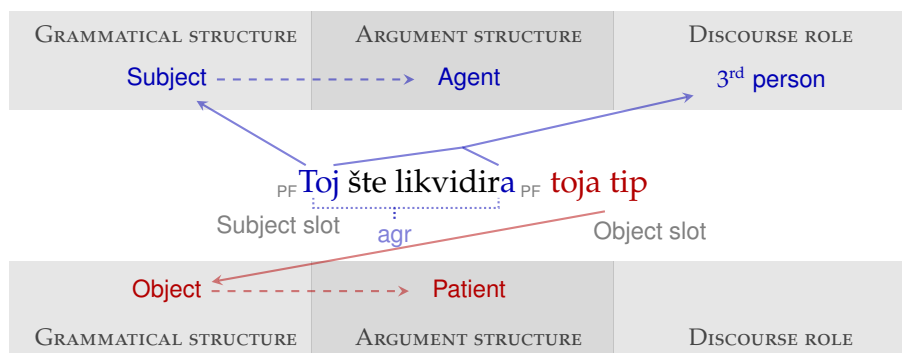 GRAMMATICAL STRUCTURE ARGUMENT STRUCTURE DISCOURSE ROLE
Subject Agent 3rd person
PF Toj šte likvidira PF toja tip
Subject slot agr Object slot
Object Patient
GRAMMATICAL STRUCTURE ARGUMENT STRUCTURE DISCOURSE ROLE